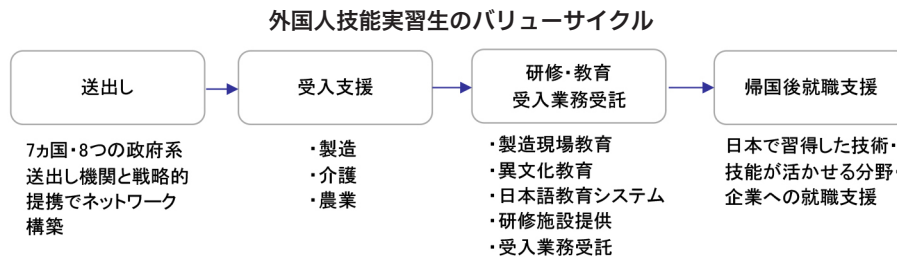 外国人技能実習生のバリューサイクル
送出し
受入支援
研修・教育
受入業務受託
帰国後就職支援
7ヵ国・8つの政府系
送出し機関と戦略的
提携でネットワーク
構築
・製造
・介護
・農業
・製造現場教育
・異文化教育
・日本語教育システム
・研修施設提供
・受入業務受託
日本で習得した技術・
技能が活かせる分野・
企業への就職支援